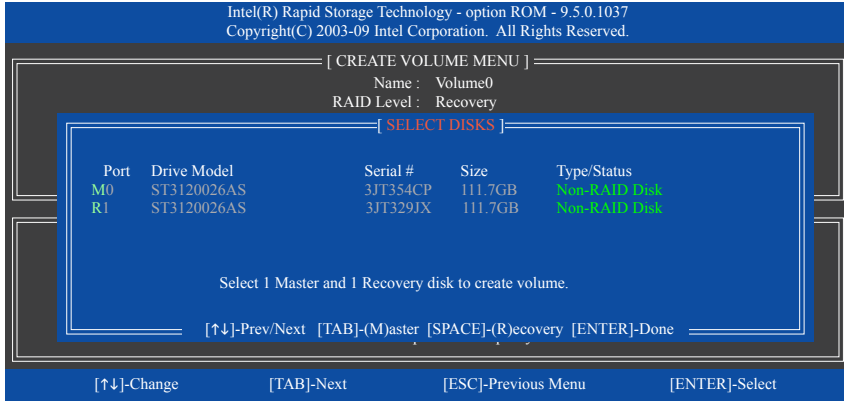 Intel(R) Rapid Storage Technology - option ROM - 9.5.0.1037
Copyright(C) 2003-09 Intel Corporation. All Rights Reserved.
[ CREATE VOLUME MENU ]
Name : Volume0
RAID Level : Recovery
[ SELECT DISKS ]
Port Drive Model Serial # Size Type/Status
M0 ST3120026AS 3JT354CP 111.7GB Non-RAID Disk
R1 ST3120026AS 3JT329JX 111.7GB Non-RAID Disk
Select 1 Master and 1 Recovery disk to create volume.
[↑↓]-Prev/Next [TAB]-(M)aster [SPACE]-(R)ecovery [ENTER]-Done
[↑↓]-Change [TAB]-Next [ESC]-Previous Menu [ENTER]-Select